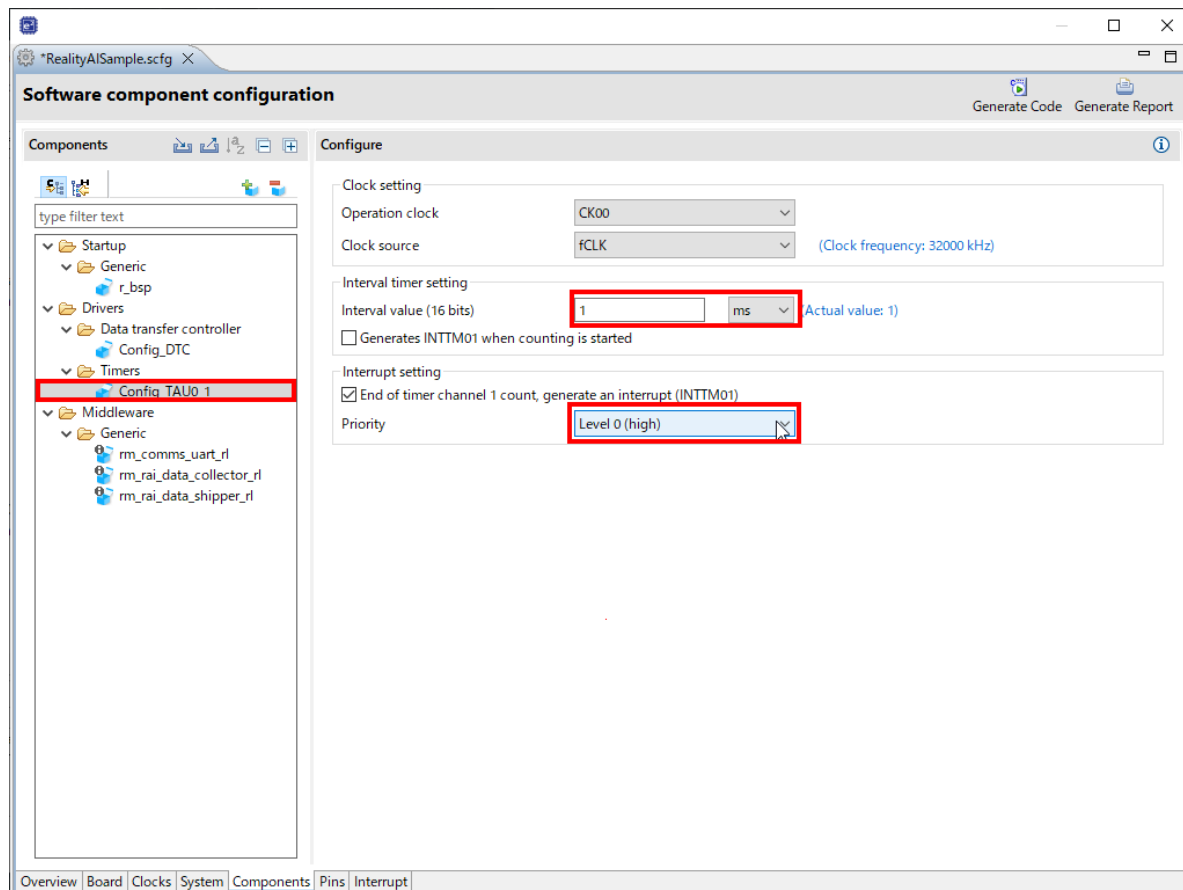 *RealityAISample.scfg
Software component configuration
Generate Code Generate Report
Components
Configure
type filter text
Startup
Generic
r_bsp
Drivers
Data transfer controller
Config_DTC
Timers
Config_TAU0_1
Middleware
Generic
rm_comms_uart_rl
rm_rai_data_collector_rl
rm_rai_data_shipper_rl
Clock setting
Operation clock CK00
Clock source fCLK (Clock frequency: 32000 kHz)
Interval timer setting
Interval value (16 bits) 1 ms (Actual value: 1)
Generates INTTM01 when counting is started
Interrupt setting
End of timer channel 1 count, generate an interrupt (INTTM01)
Priority Level 0 (high)
Overview Board Clocks System Components Pins Interrupt